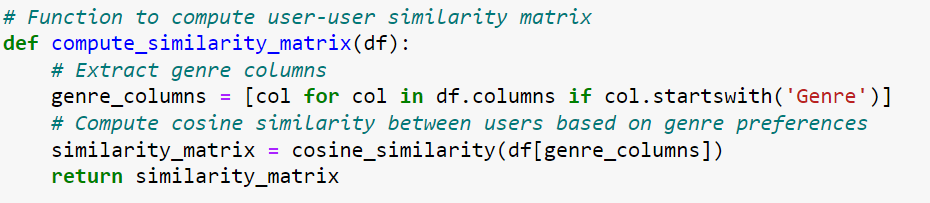 # Function to compute user-user similarity matrix
def compute_similarity_matrix(df):
    # Extract genre columns
    genre_columns = [col for col in df.columns if col.startswith('Genre')]
    # Compute cosine similarity between users based on genre preferences
    similarity_matrix = cosine_similarity(df[genre_columns])
    return similarity_matrix